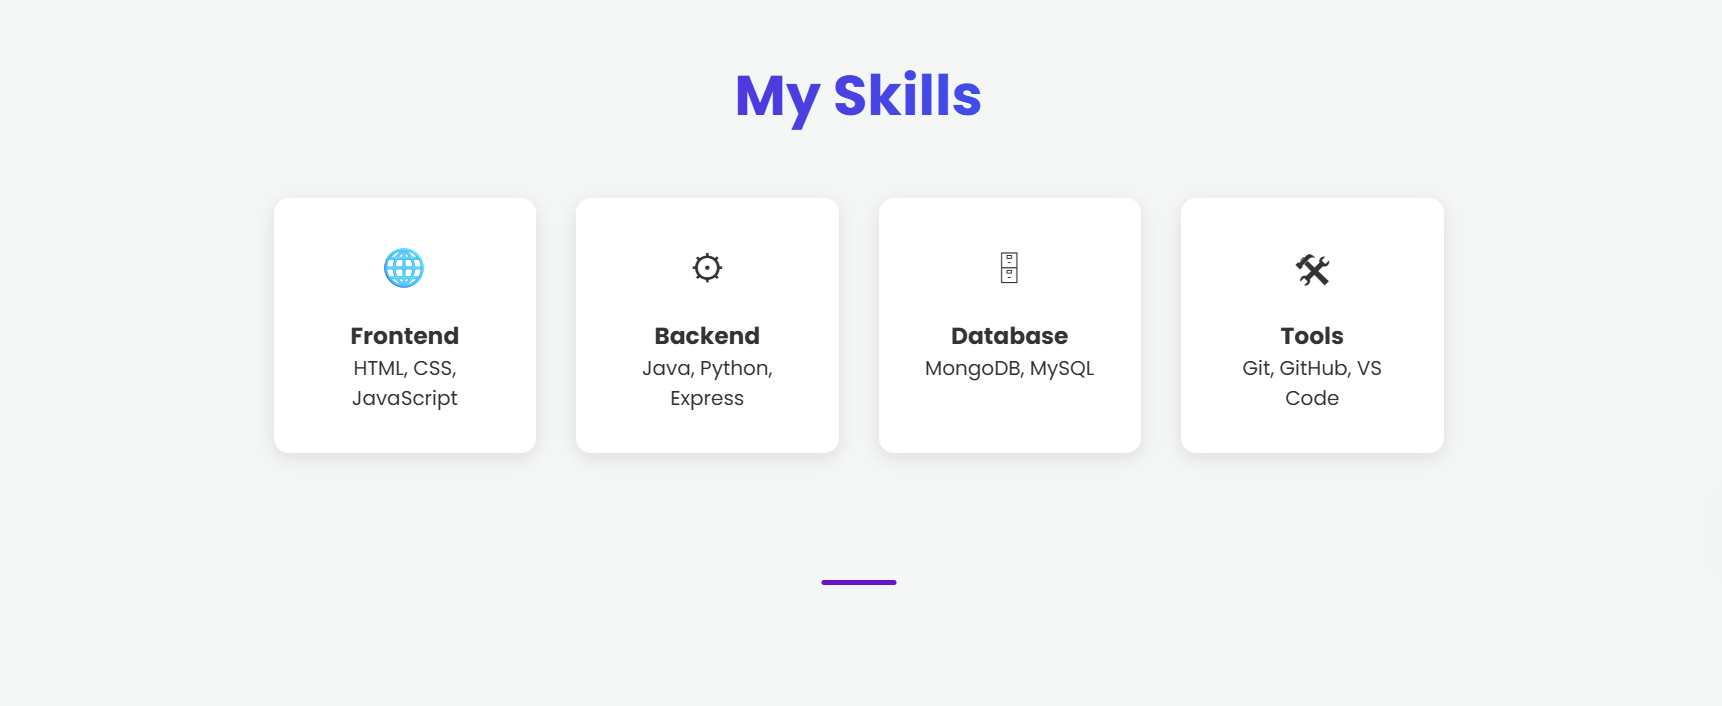 My Skills
Frontend
HTML, CSS,
JavaScript
Backend
Java, Python,
Express
Database
MongoDB, MySQL
Tools
Git, GitHub, VS
Code